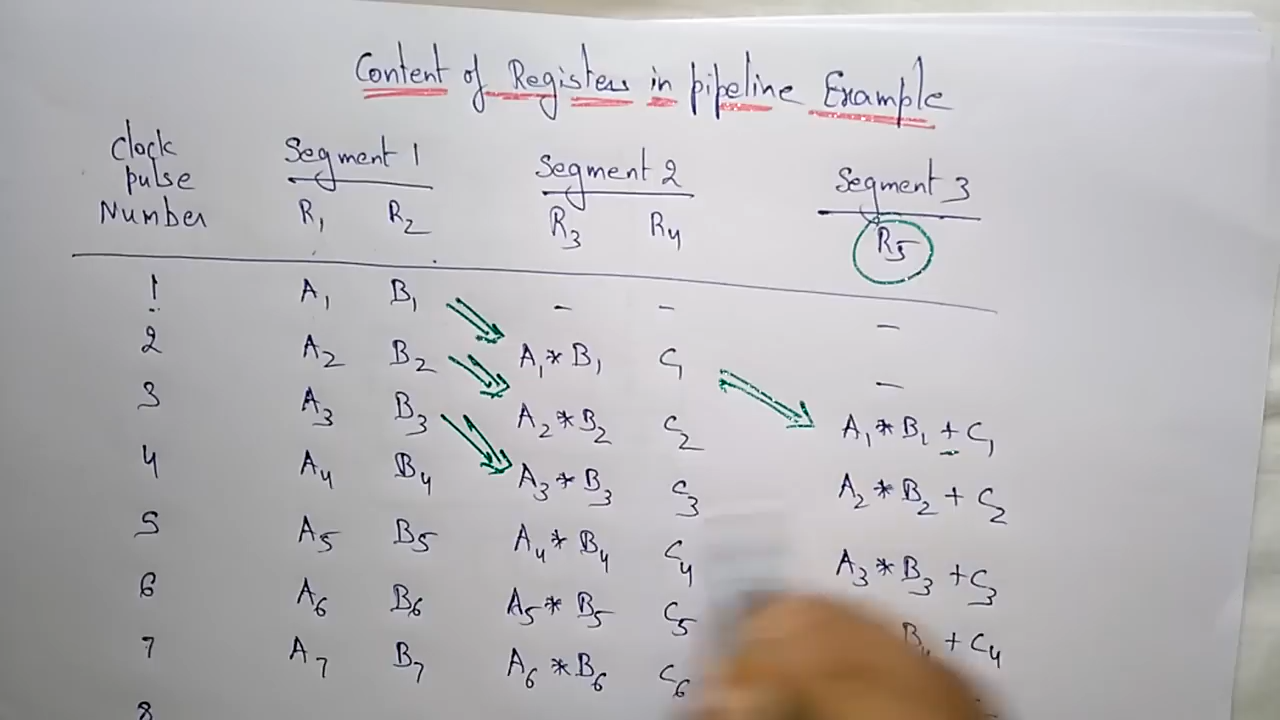 Content of Registers in pipeline Example
Clock pulse Number
Segment 1
Segment 2
Segment 3
R1 R2 R3 R4 R5
1 A1 B1 - - -
2 A2 B2 A1*B1 C1 -
3 A3 B3 A2*B2 C2 A1*B1+C1
4 A4 B4 A3*B3 C3 A2*B2+C2
5 A5 B5 A4*B4 C4 A3*B3+C3
6 A6 B6 A5*B5 C5 B4+C4
7 A7 B7 A6*B6 C6
8